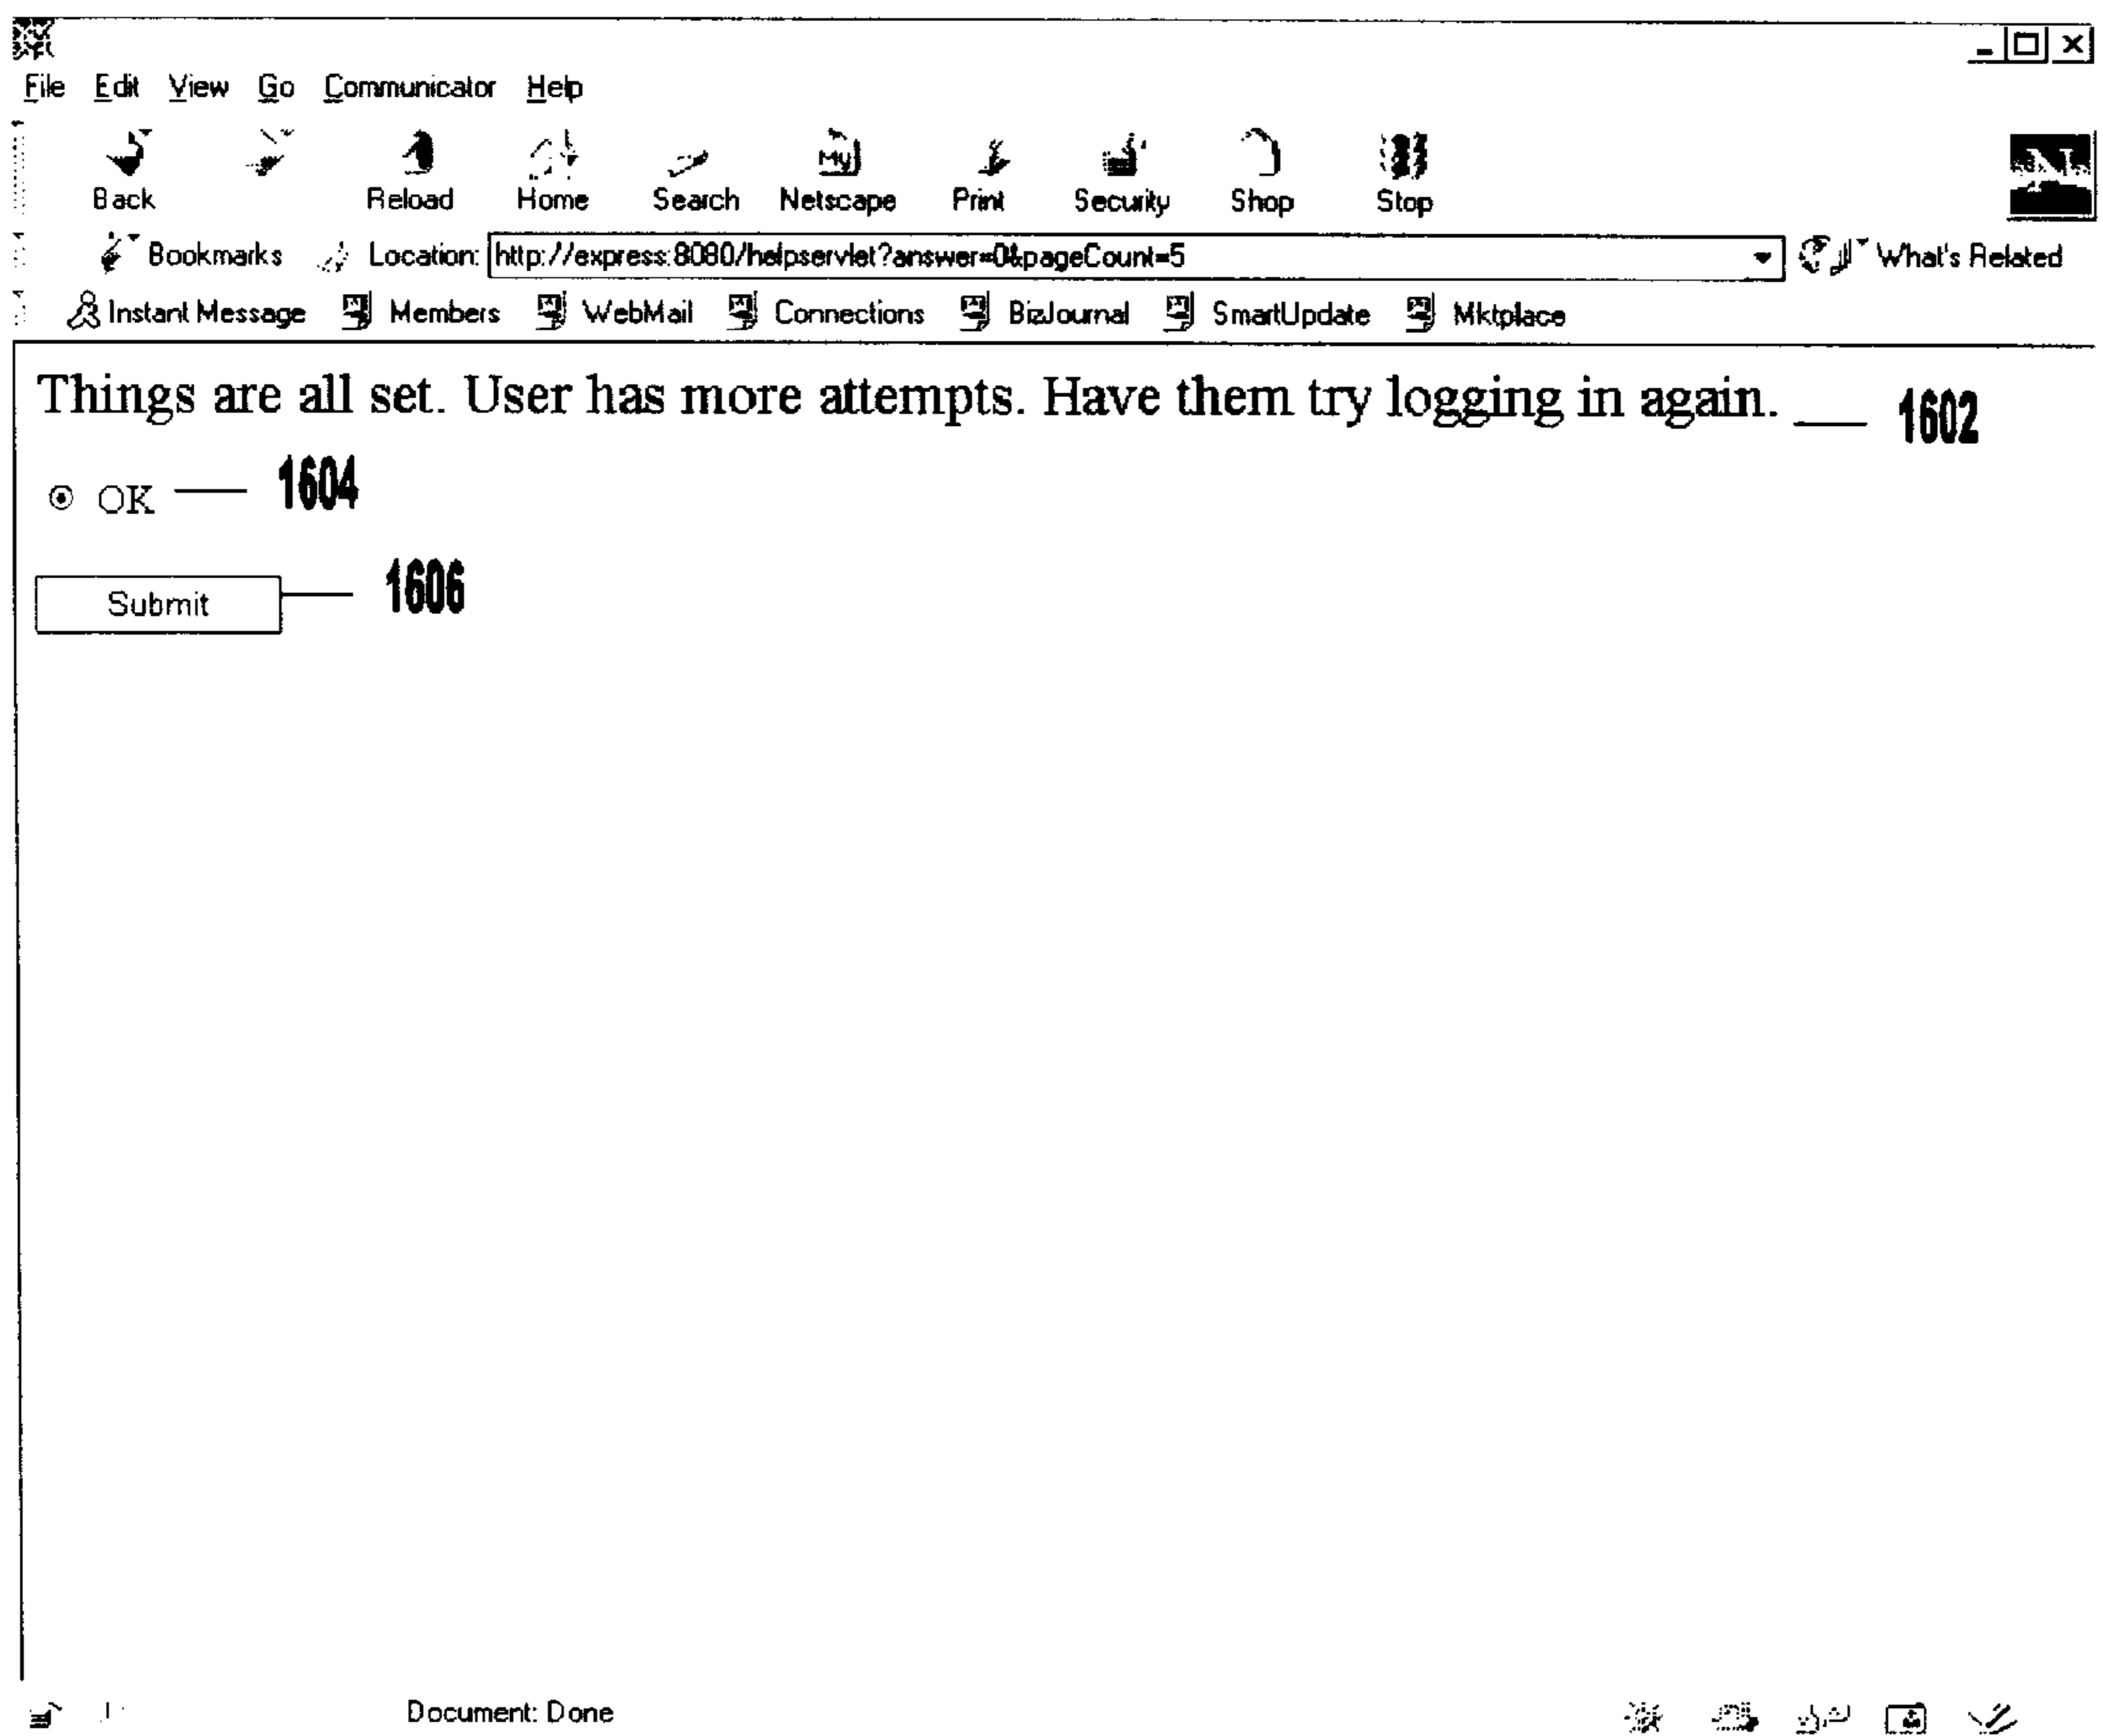 File Edit View Go Communicator Help
My
Back Reload Home Search Netscape Print Security Shop Stop
N
Bookmarks Location: http://express:8080/helpservlet?answer=0&pageCount=5 What's Related
Instant Message Members WebMail Connections BizJournal SmartUpdate Mktplace
Things are all set. User has more attempts. Have them try logging in again. 1602
OK 1604
Submit 1606
Document: Done